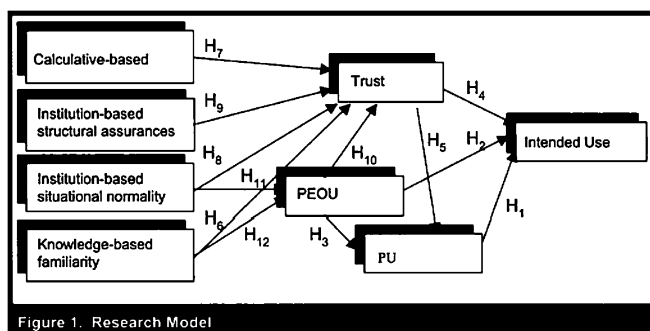 Calculative-based
H7
Trust
H9
H4
Institution-based
structural assurances
Intended Use
H8
H2
H5
H10
Institution-based
situational normality
H11
PEOU
H6
H1
H12
H3
Knowledge-based
familiarity
PU
Figure 1. Research Model